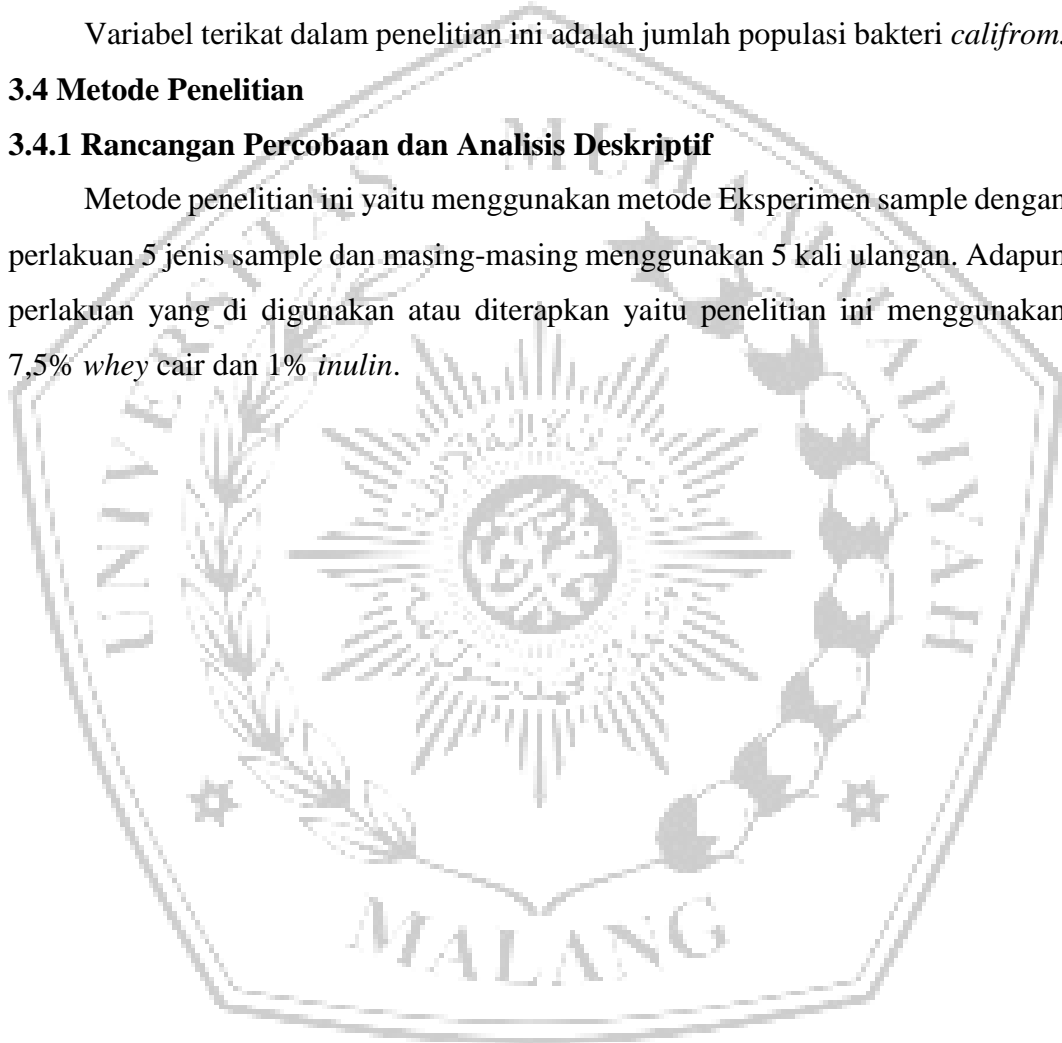 Variabel terikat dalam penelitian ini adalah jumlah populasi bakteri califroms
3.4 Metode Penelitian
3.4.1 Rancangan Percobaan dan Analisis Deskriptif
Metode penelitian ini yaitu menggunakan metode Eksperimen sample dengan
perlakuan 5 jenis sample dan masing-masing menggunakan 5 kali ulangan. Adapun
perlakuan yang di digunakan atau diterapkan yaitu penelitian ini menggunakan
7,5% whey cair dan 1% inulin.
UNIVERSITAS MUHAMMADIYAH
MALANG